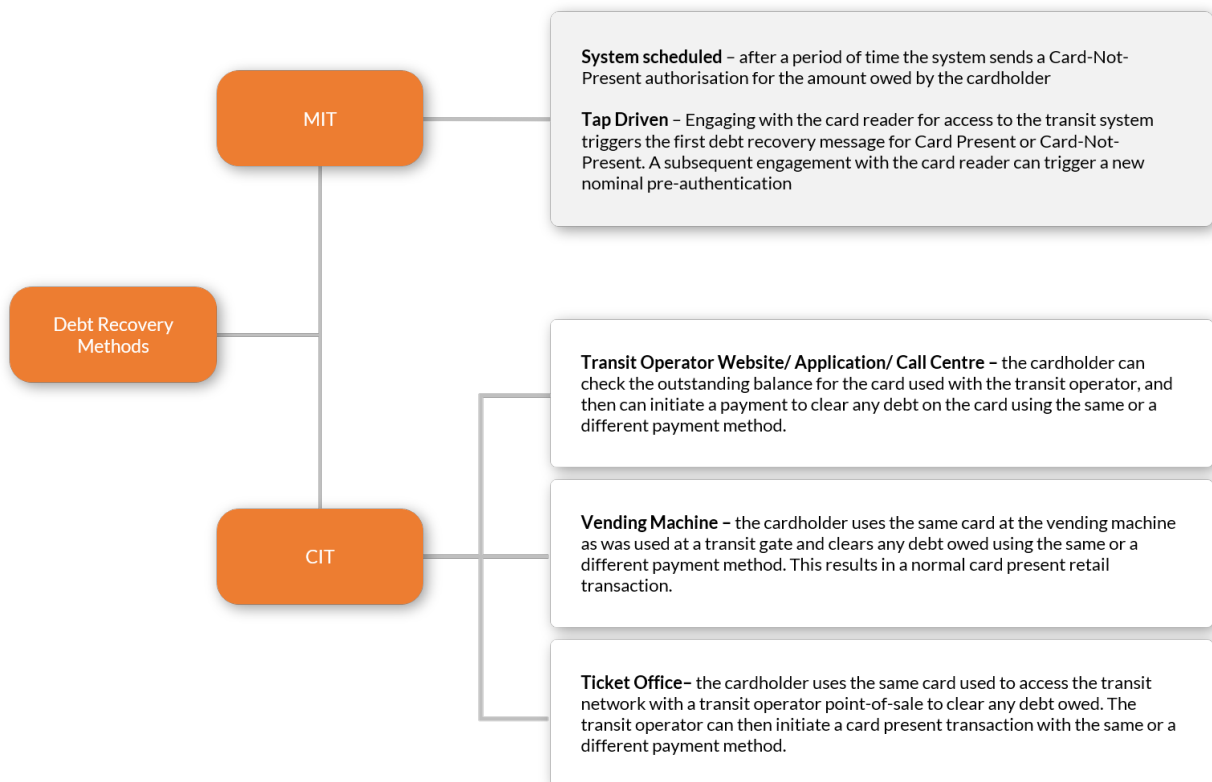 System scheduled – after a period of time the system sends a Card-Not-
Present authorisation for the amount owed by the cardholder
Tap Driven – Engaging with the card reader for access to the transit system
triggers the first debt recovery message for Card Present or Card-Not-
Present. A subsequent engagement with the card reader can trigger a new
nominal pre-authentication
MIT
Debt Recovery
Methods
Transit Operator Website/ Application/ Call Centre – the cardholder can
check the outstanding balance for the card used with the transit operator, and
then can initiate a payment to clear any debt on the card using the same or a
different payment method.
Vending Machine – the cardholder uses the same card at the vending machine
as was used at a transit gate and clears any debt owed using the same or a
different payment method. This results in a normal card present retail
transaction.
CIT
Ticket Office– the cardholder uses the same card used to access the transit
network with a transit operator point-of-sale to clear any debt owed. The
transit operator can then initiate a card present transaction with the same or a
different payment method.